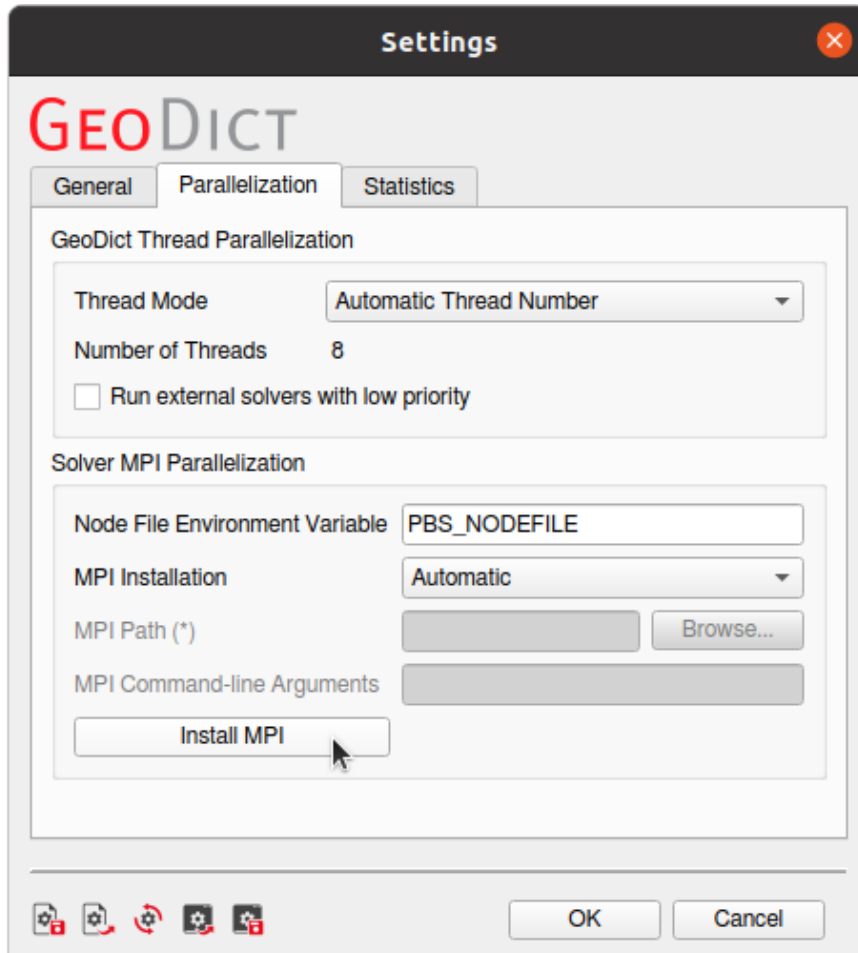 Settings
GEODICT
General Parallelization Statistics
GeoDict Thread Parallelization
Thread Mode Automatic Thread Number
Number of Threads 8
Run external solvers with low priority
Solver MPI Parallelization
Node File Environment Variable PBS_NODEFILE
MPI Installation Automatic
MPI Path (*) Browse...
MPI Command-line Arguments
Install MPI
OK Cancel